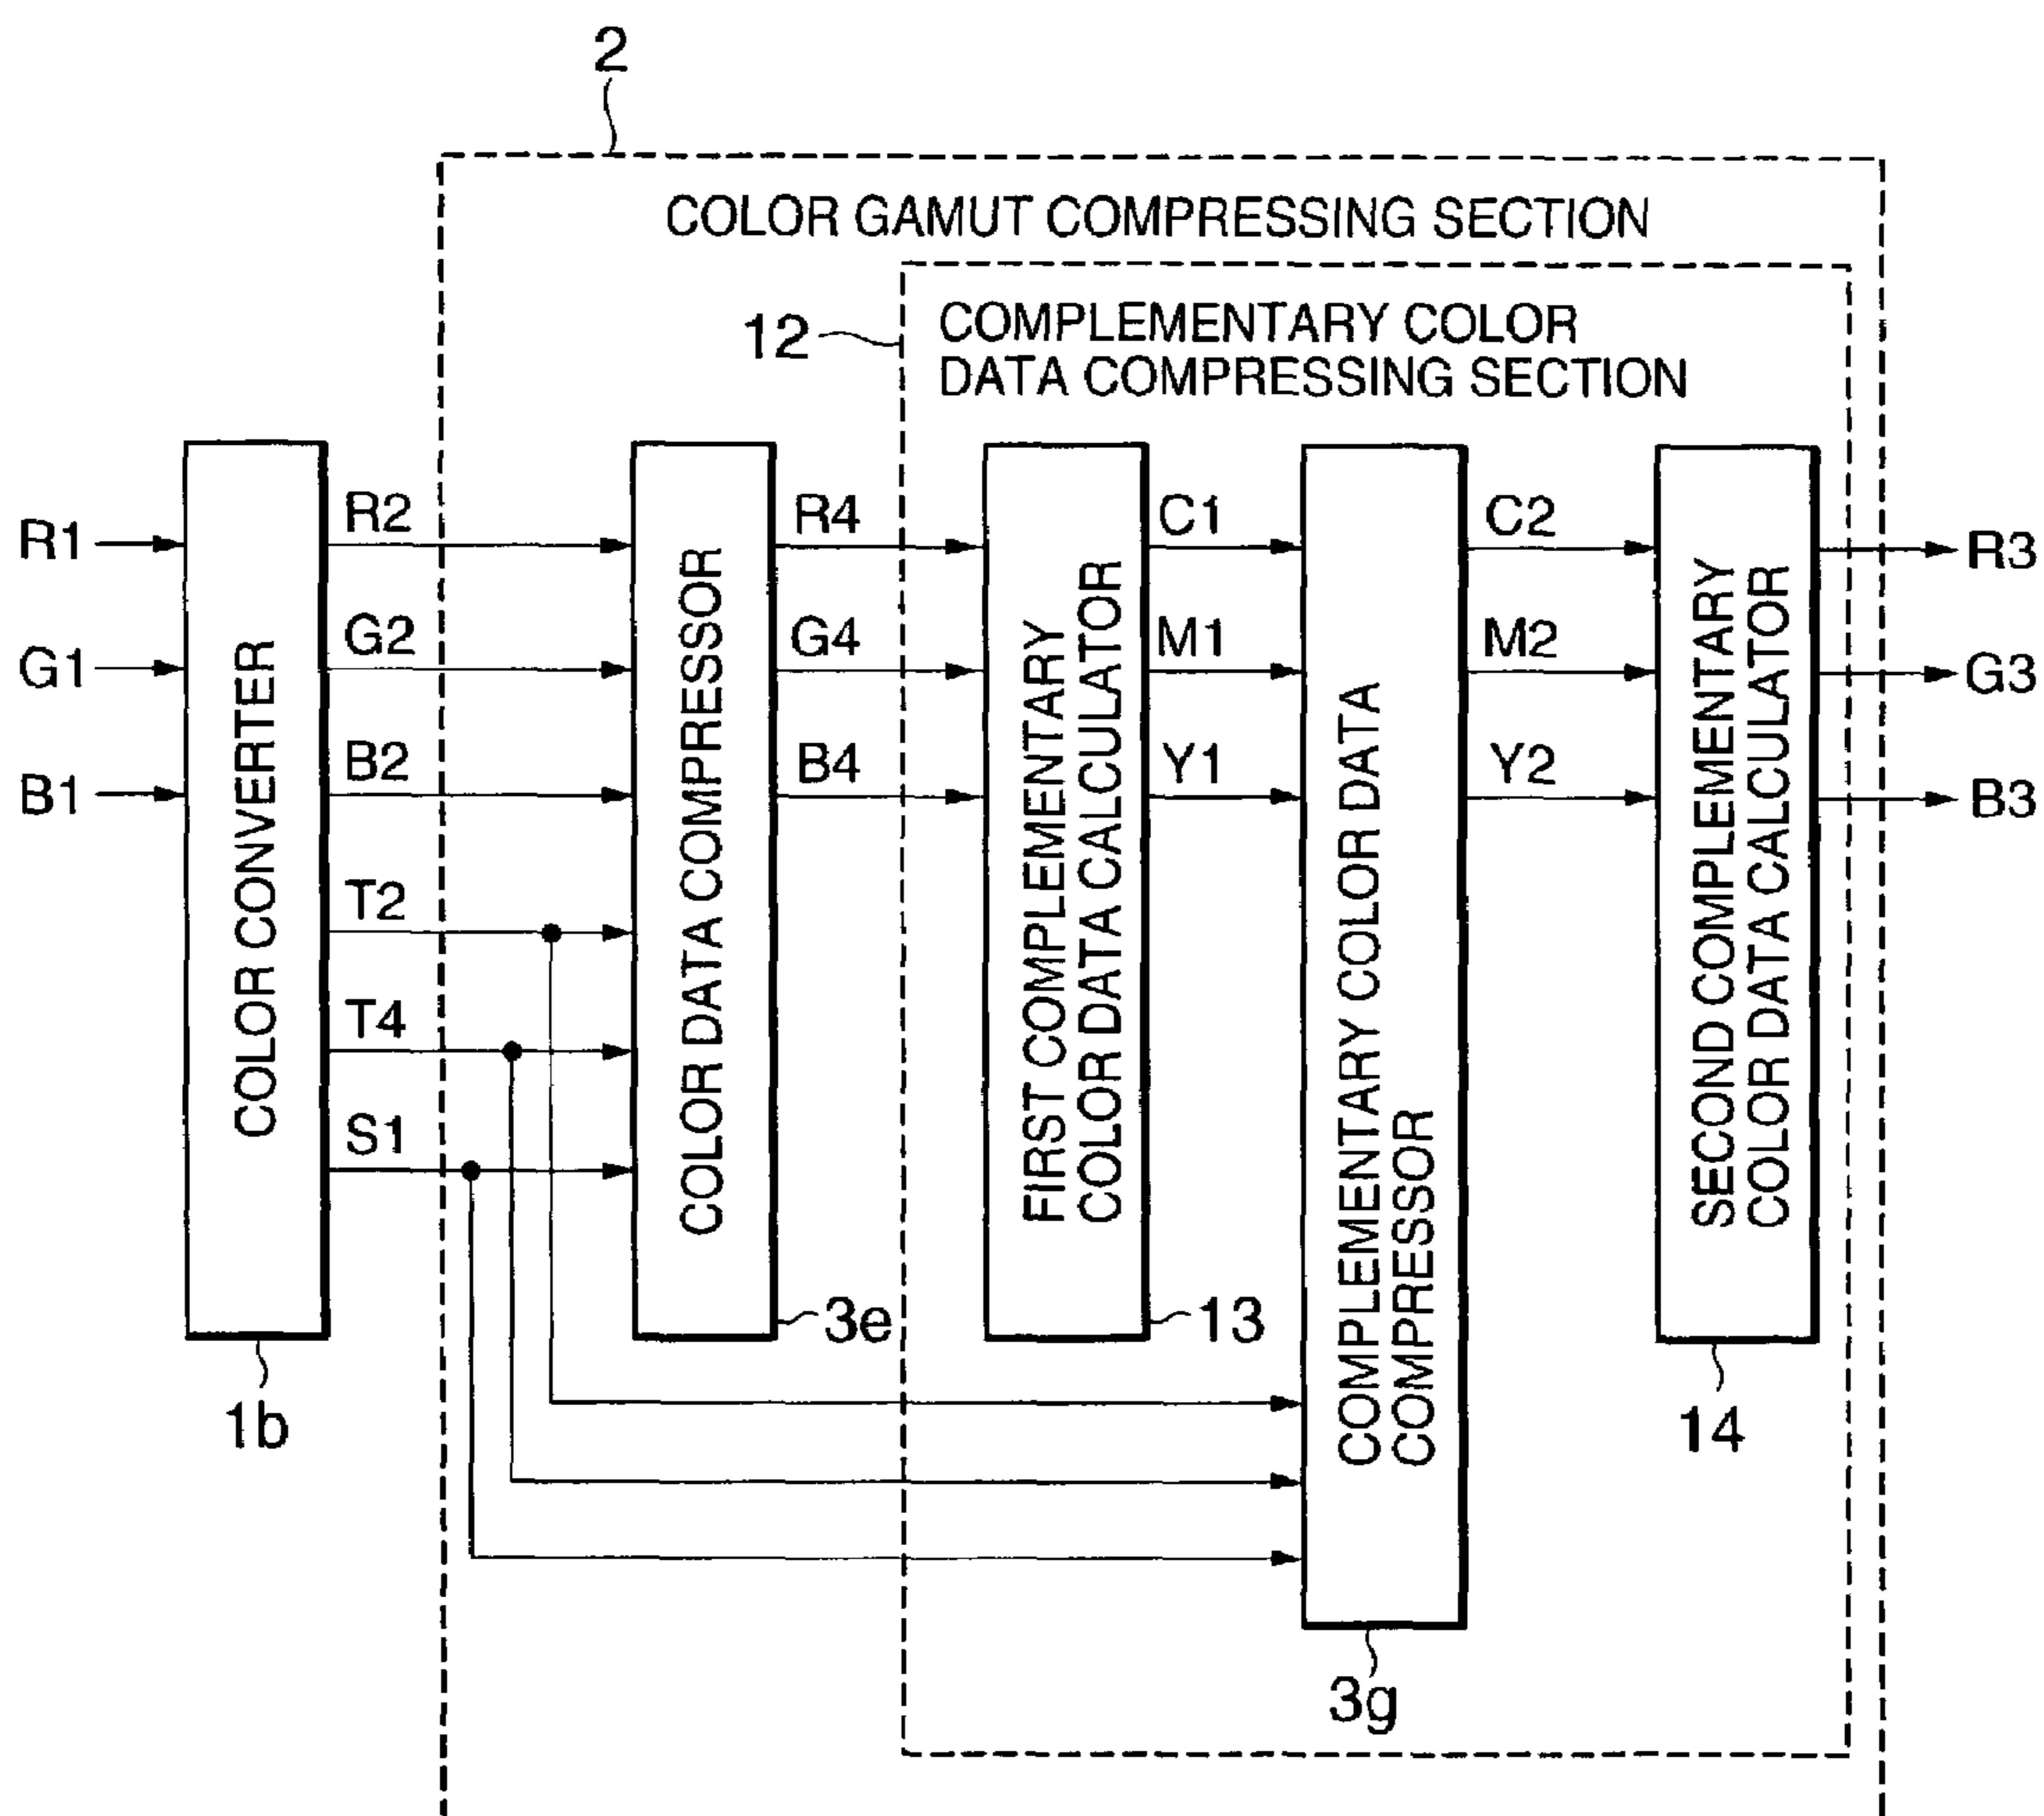 2
COLOR GAMUT COMPRESSING SECTION
12
COMPLEMENTARY COLOR
DATA COMPRESSING SECTION
R1
G1
B1
COLOR CONVERTER
1b
R2
G2
B2
T2
T4
S1
COLOR DATA COMPRESSOR
3e
R4
G4
B4
FIRST COMPLEMENTARY
COLOR DATA CALCULATOR
13
C1
M1
Y1
COMPLEMENTARY COLOR DATA
COMPRESSOR
3g
C2
M2
Y2
SECOND COMPLEMENTARY
COLOR DATA CALCULATOR
14
R3
G3
B3